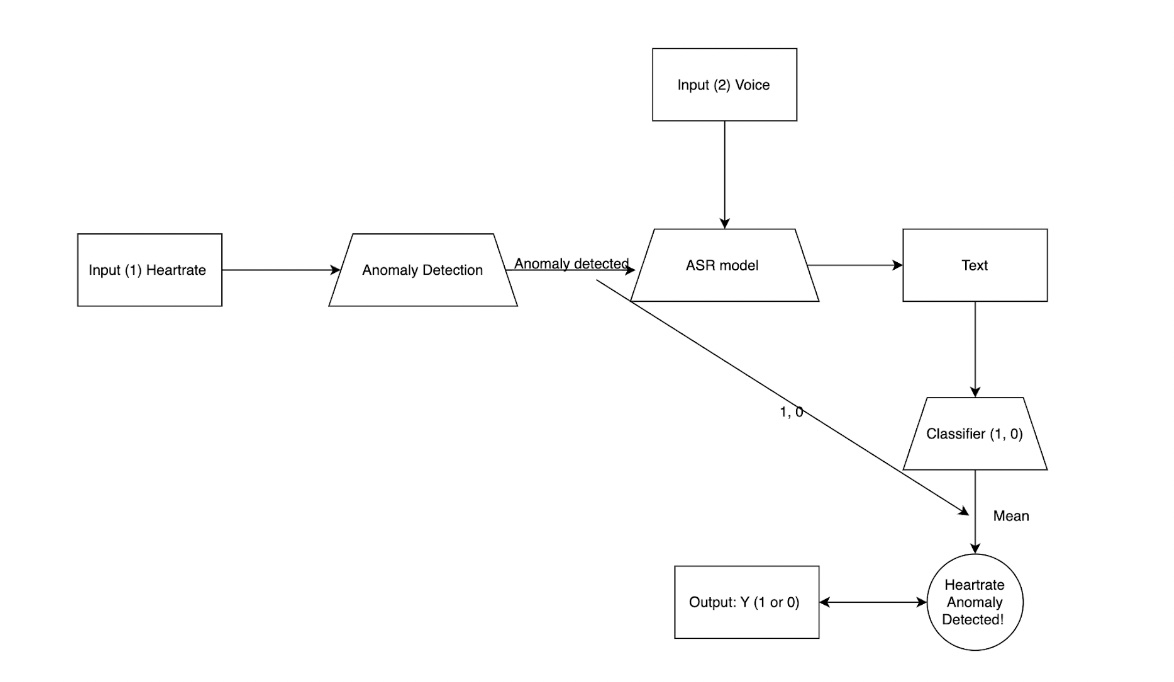 Input (2) Voice
Input (1) Heartrate
Anomaly Detection
Anomaly detected
ASR model
Text
1, 0
Classifier (1, 0)
Mean
Output: Y (1 or 0)
Heartrate
Anomaly
Detected!